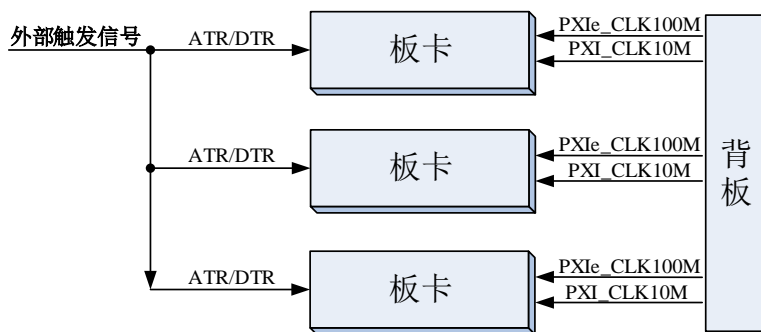 外部触发信号
ATR/DTR
板卡
PXIe_CLK100M
PXI_CLK10M
ATR/DTR
板卡
PXIe_CLK100M
PXI_CLK10M
ATR/DTR
板卡
PXIe_CLK100M
PXI_CLK10M
背板